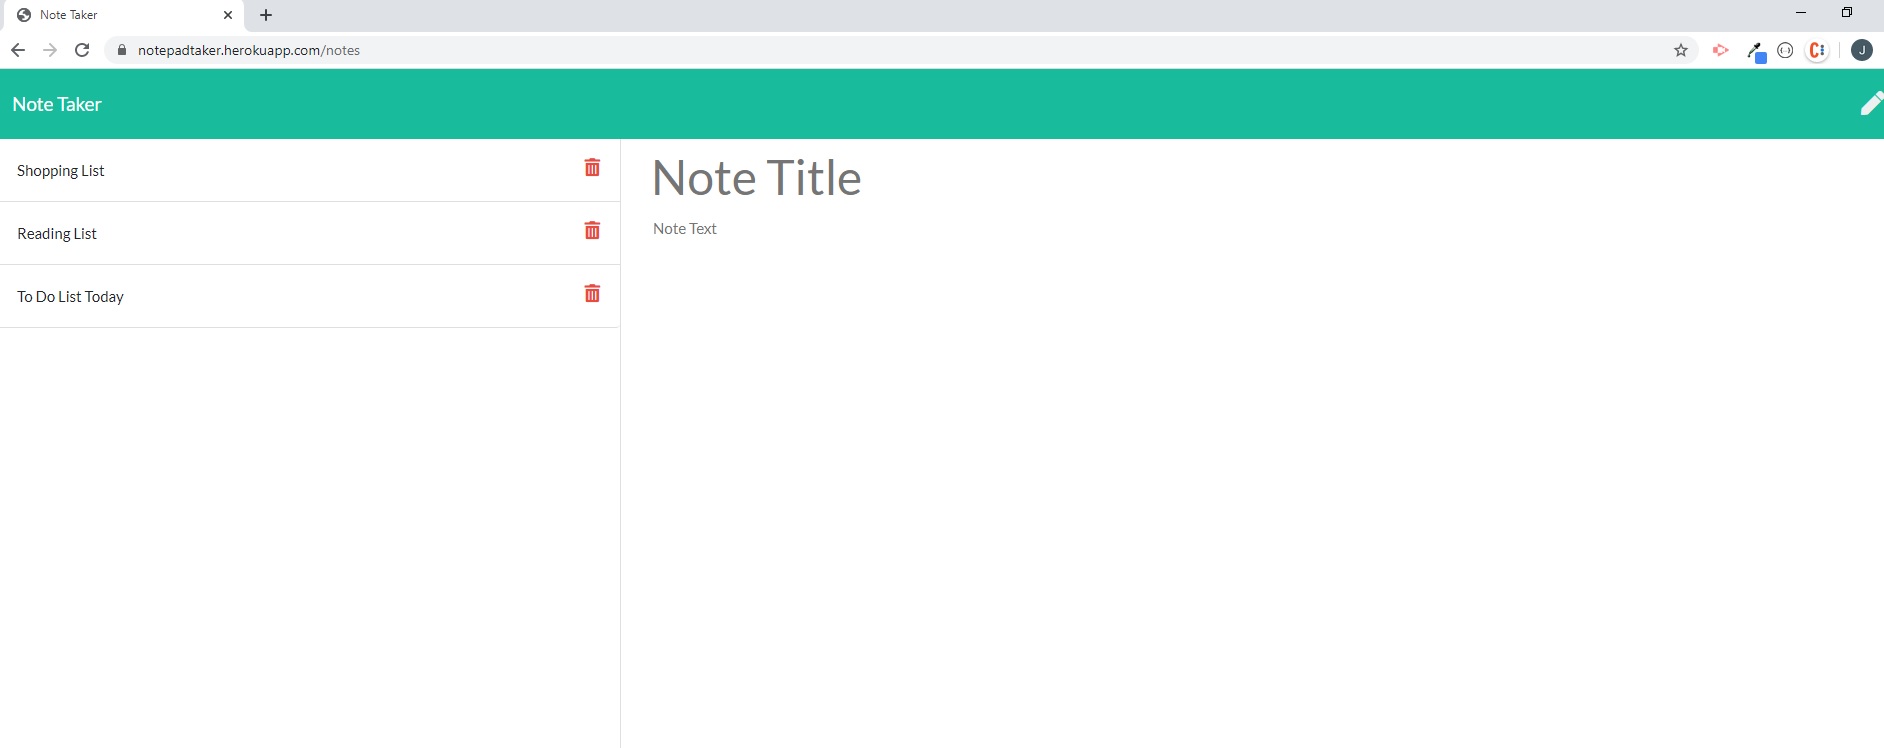 Note Taker
notepadtaker.herokuapp.com/notes
J
Note Taker
Shopping List
Reading List
To Do List Today
Note Title
Note Text